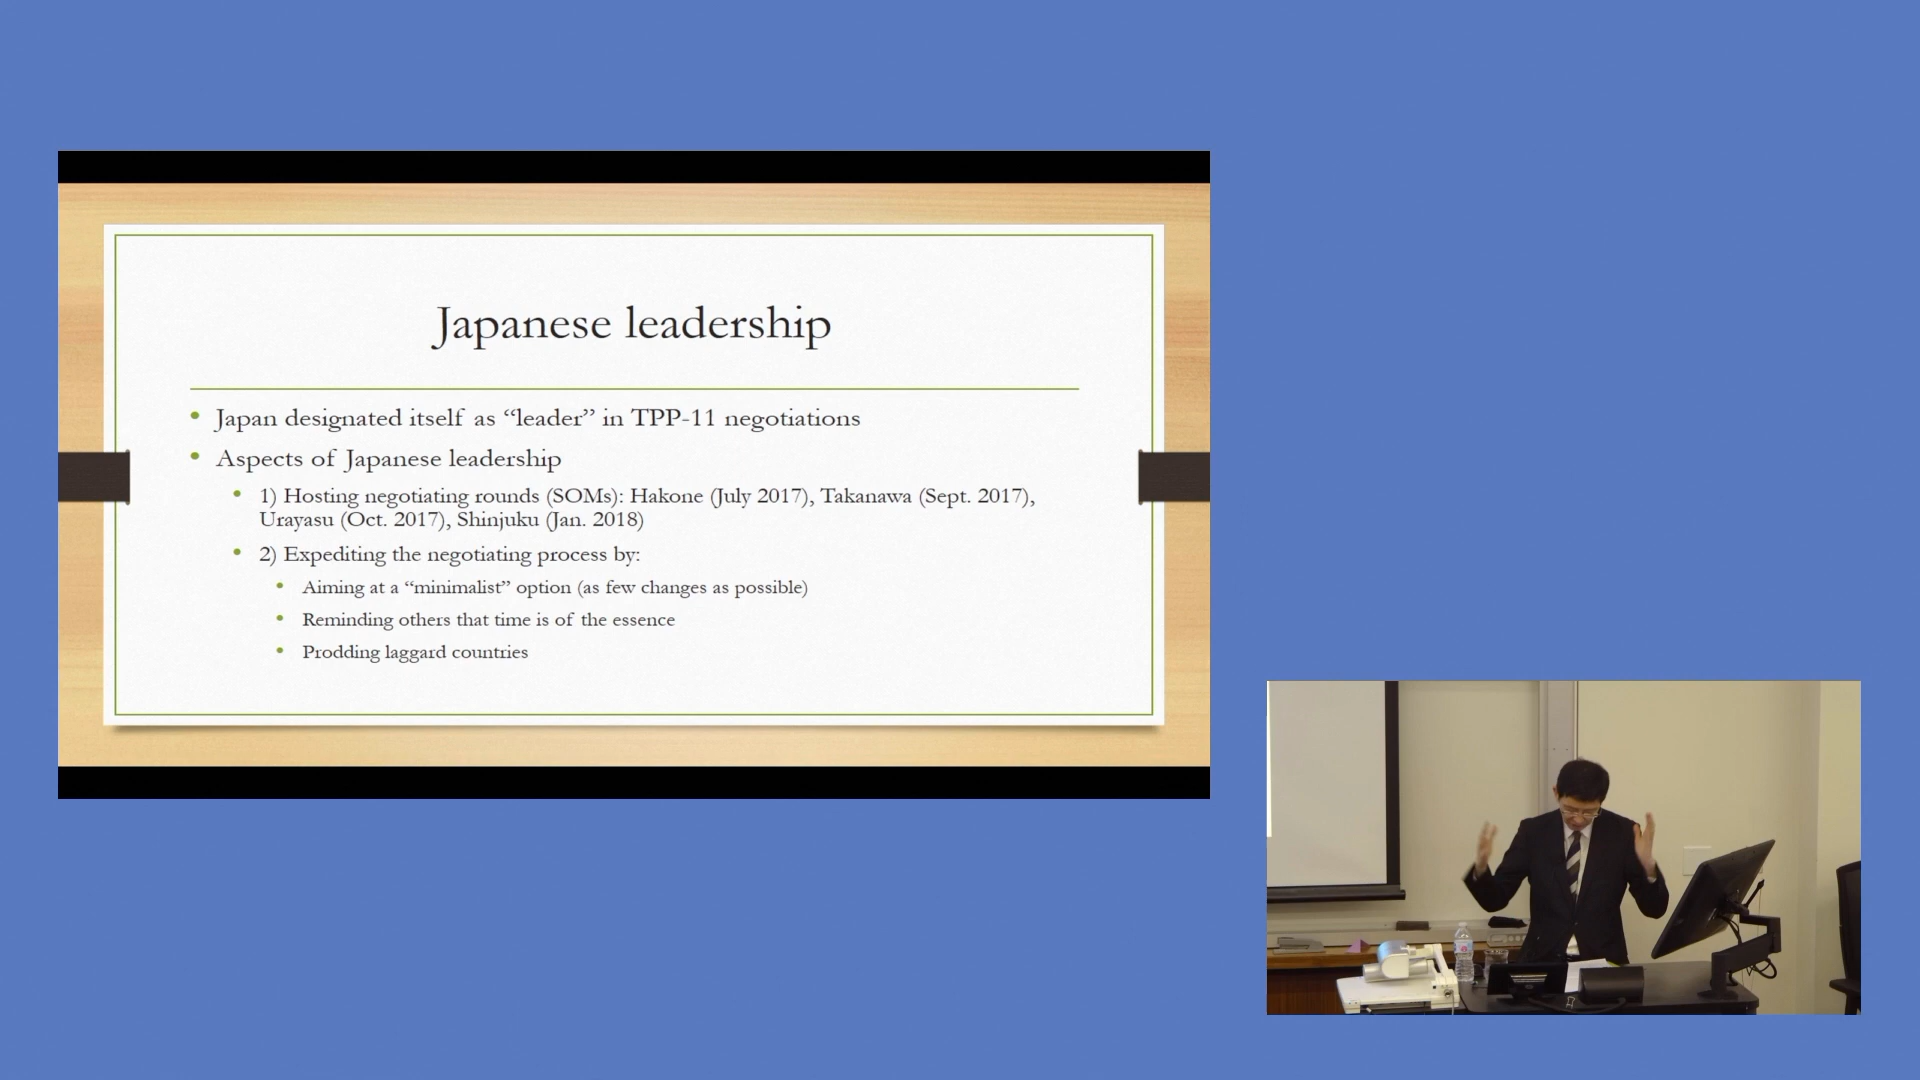 Japanese leadership
• Japan designated itself as “leader” in TPP-11 negotiations
• Aspects of Japanese leadership
• 1) Hosting negotiating rounds (SOMs): Hakone (July 2017), Takanawa (Sept. 2017),
Urayasu (Oct. 2017), Shinjuku (Jan. 2018)
• 2) Expediting the negotiating process by:
• Aiming at a “minimalist” option (as few changes as possible)
• Reminding others that time is of the essence
• Prodding laggard countries